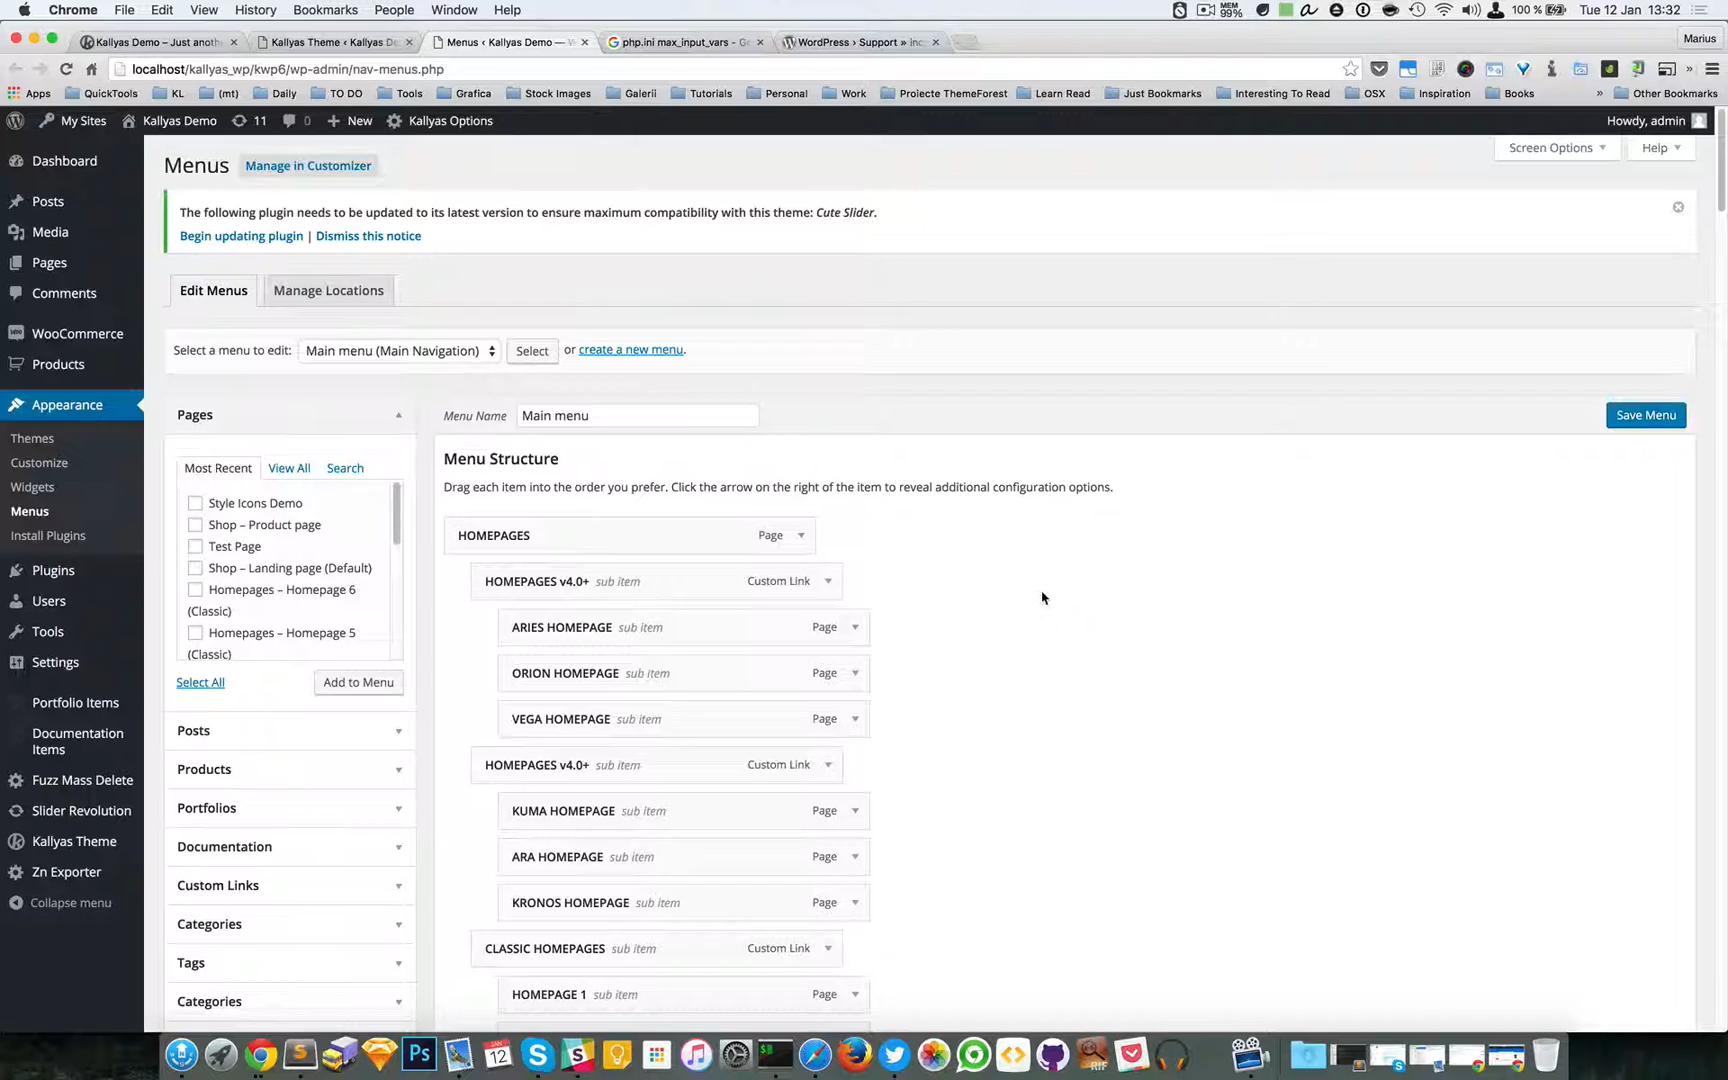 Chrome File Edit View History Bookmarks People Window Help
MEM 99% 100 % Tue 12 Jan 13:32
Kallyas Demo – Just anoth
Kallyas Theme ‹ Kallyas De
Menus ‹ Kallyas Demo —
php.ini max_input_vars - Go
WordPress › Support » inc
Marius
localhost/kallyas_wp/kwp6/wp-admin/nav-menus.php
Apps QuickTools KL (mt) Daily TO DO Tools Grafica Stock Images Galerii Tutorials Personal Work Proiecte ThemeForest Learn Read Just Bookmarks Interesting To Read OSX Inspiration Books » Other Bookmarks
My Sites Kallyas Demo 11 0 New Kallyas Options Howdy, admin
Dashboard
Posts
Media
Pages
Comments
WooCommerce
Products
Appearance
Themes
Customize
Widgets
Menus
Install Plugins
Plugins
Users
Tools
Settings
Portfolio Items
Documentation
Items
Fuzz Mass Delete
Slider Revolution
Kallyas Theme
Zn Exporter
Collapse menu
Screen Options Help
Menus Manage in Customizer
The following plugin needs to be updated to its latest version to ensure maximum compatibility with this theme: Cute Slider.
Begin updating plugin | Dismiss this notice
Edit Menus Manage Locations
Select a menu to edit: Main menu (Main Navigation) Select or create a new menu.
Pages
Most Recent View All Search
Style Icons Demo
Shop – Product page
Test Page
Shop – Landing page (Default)
Homepages – Homepage 6
(Classic)
Homepages – Homepage 5
(Classic)
Select All Add to Menu
Posts
Products
Portfolios
Documentation
Custom Links
Categories
Tags
Categories
Menu Name Main menu Save Menu
Menu Structure
Drag each item into the order you prefer. Click the arrow on the right of the item to reveal additional configuration options.
HOMEPAGES Page
HOMEPAGES v4.0+ sub item Custom Link
ARIES HOMEPAGE sub item Page
ORION HOMEPAGE sub item Page
VEGA HOMEPAGE sub item Page
HOMEPAGES v4.0+ sub item Custom Link
KUMA HOMEPAGE sub item Page
ARA HOMEPAGE sub item Page
KRONOS HOMEPAGE sub item Page
CLASSIC HOMEPAGES sub item Custom Link
HOMEPAGE 1 sub item Page
Ps
JAN
12
RIF